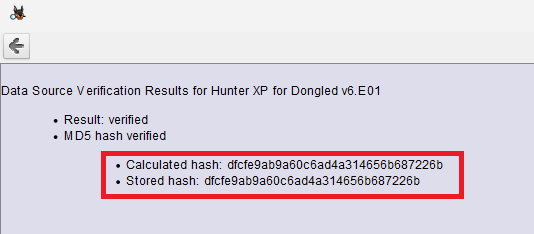 Data Source Verification Results for Hunter XP for Dongled v6.E01
Result: verified
MD5 hash verified
Calculated hash: dfcfe9ab9a60c6ad4a314656b687226b
Stored hash: dfcfe9ab9a60c6ad4a314656b687226b